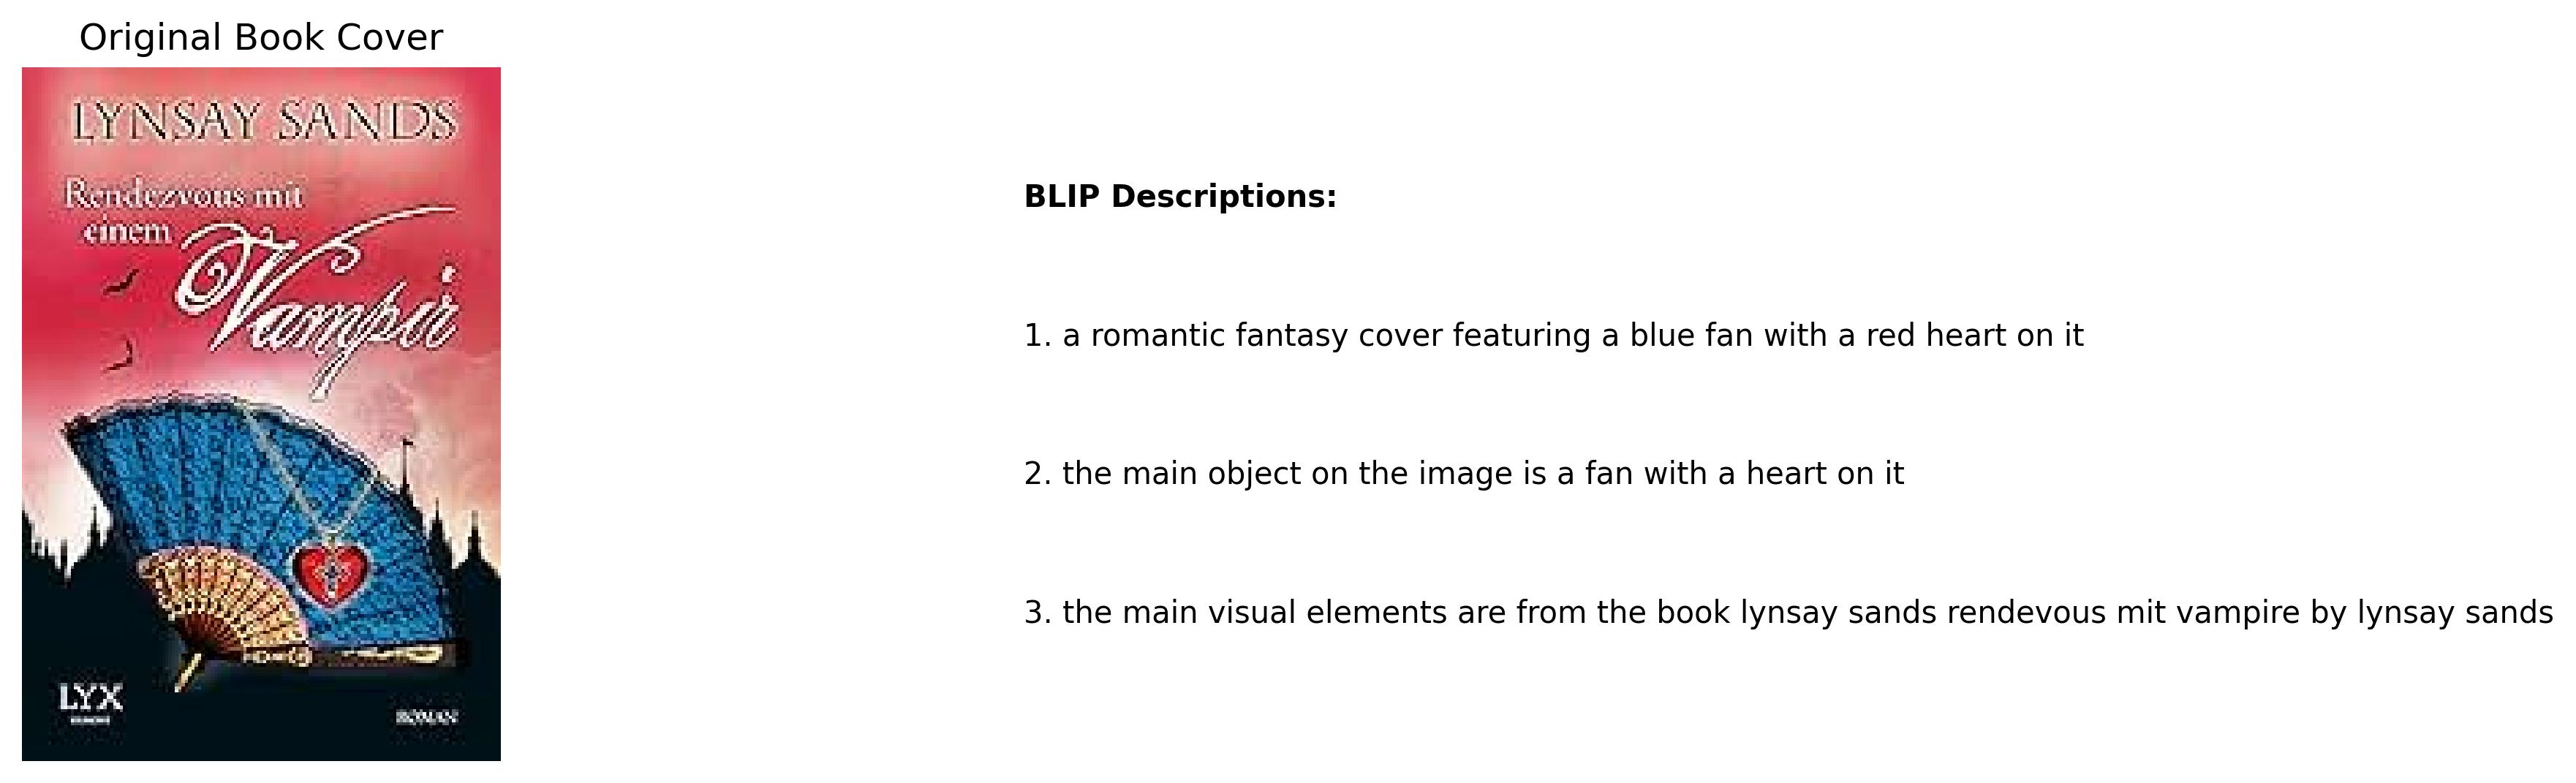 Original Book Cover
LYNSAY SANDS
Rendezvous mit
einem
Vampir
LYX
EGMONT
ROMAN
BLIP Descriptions:
1. a romantic fantasy cover featuring a blue fan with a red heart on it
2. the main object on the image is a fan with a heart on it
3. the main visual elements are from the book lynsay sands rendevous mit vampire by lynsay sands